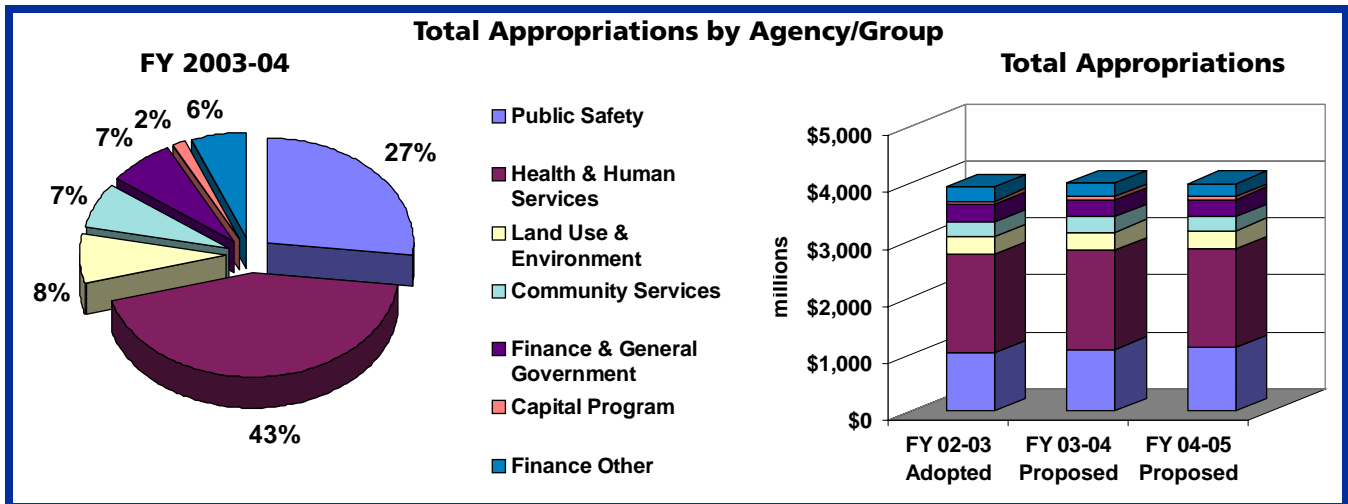 Total Appropriations by Agency/Group
FY 2003-04
27%
43%
8%
7%
7%
2%
6%
Public Safety
Health & Human
Services
Land Use &
Environment
Community Services
Finance & General
Government
Capital Program
Finance Other
Total Appropriations
millions
$5,000
$4,000
$3,000
$2,000
$1,000
$0
FY 02-03
Adopted
FY 03-04
Proposed
FY 04-05
Proposed